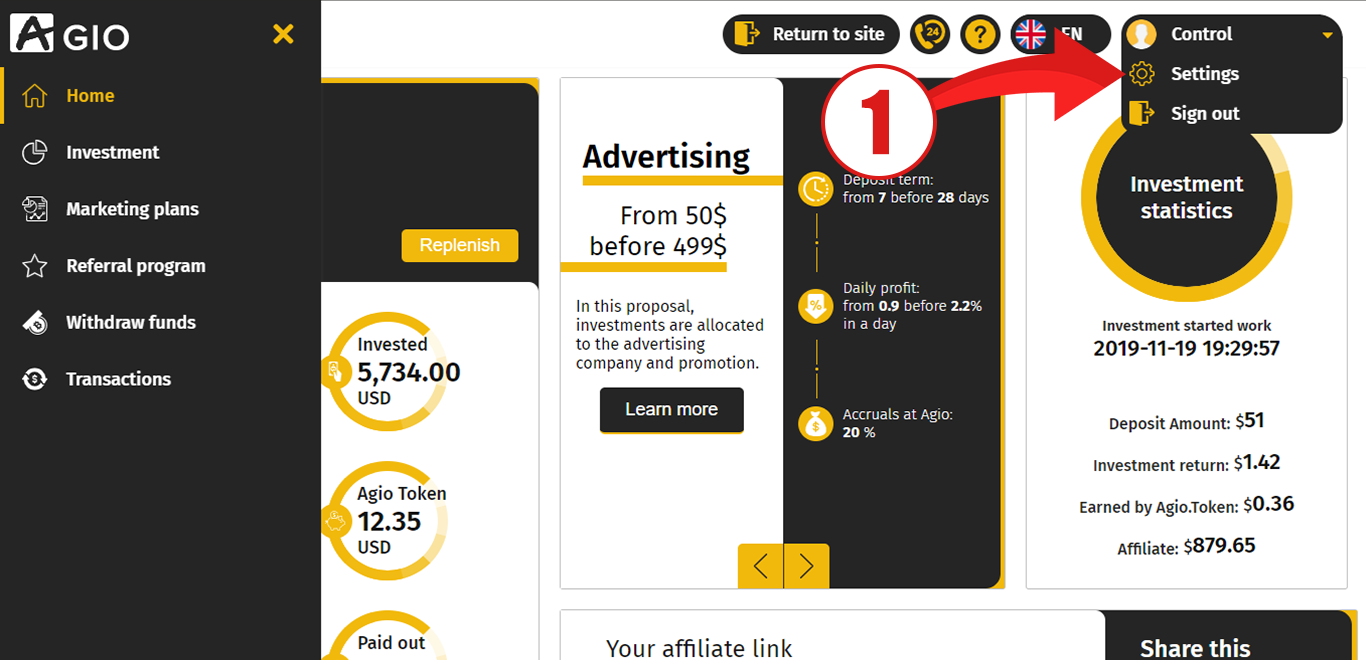 AGIO
Return to site
24
?
EN
Control
Settings
Sign out
1
Home
Investment
Marketing plans
Referral program
Withdraw funds
Transactions
Replenish
Invested
5,734.00
USD
Agio Token
12.35
USD
Paid out
Advertising
From 50$
before 499$
In this proposal,
investments are allocated
to the advertising
company and promotion.
Learn more
Deposit term:
from 7 before 28 days
Daily profit:
from 0.9 before 2.2%
in a day
Accruals at Agio:
20 %
Investment
statistics
Investment started work
2019-11-19 19:29:57
Deposit Amount: $51
Investment return: $1.42
Earned by Agio.Token: $0.36
Affiliate: $879.65
Your affiliate link
Share this